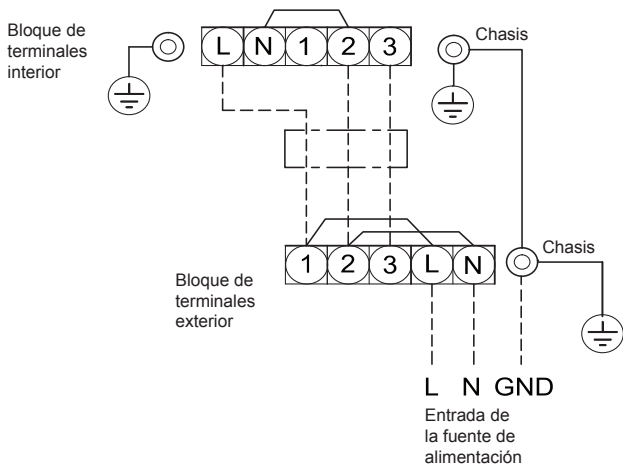 Bloque de
terminales
interior
L N 1 2 3
Chasis
1 2 3 L N
Chasis
Bloque de
terminales
exterior
L N GND
Entrada de
la fuente de
alimentación